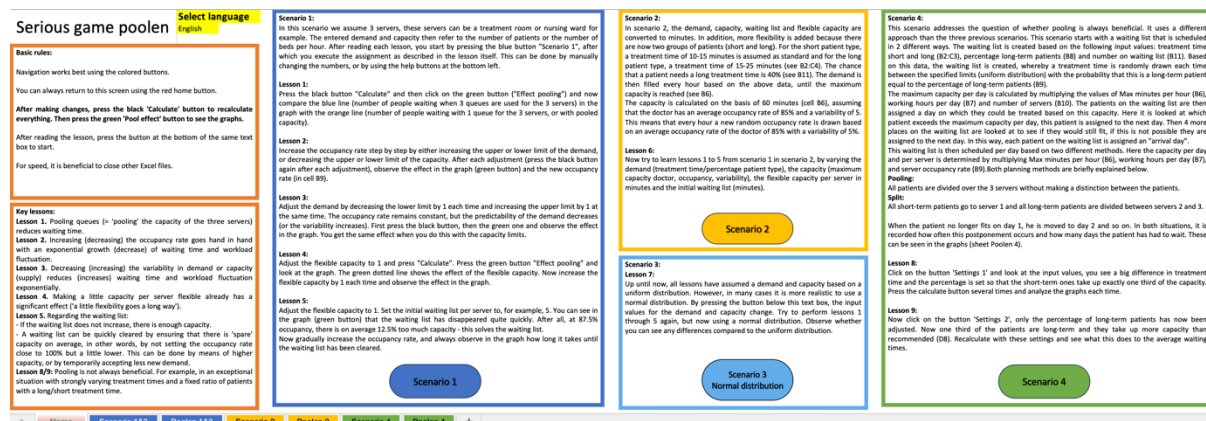 Serious game poolen
Select language
English
Basic rules:
Navigation works best using the colored buttons.
You can always return to this screen using the red home button.
After making changes, press the black 'Calculate' button to recalculate
everything. Then press the green 'Pool effect' button to see the graphs.
After reading the lesson, press the button at the bottom of the same text
box to start.
For speed, it is beneficial to close other Excel files.
Key lessons:
Lesson 1. Pooling queues (= 'pooling' the capacity of the three servers)
reduces waiting time.
Lesson 2. Increasing (decreasing) the occupancy rate goes hand in hand
with an exponential growth (decrease) of waiting time and workload
fluctuation.
Lesson 3. Decreasing (increasing) the variability in demand or capacity
(supply) reduces (increases) waiting time and workload fluctuation
exponentially.
Lesson 4. Making a little capacity per server flexible already has a
significant effect ('a little flexibility goes a long way').
Lesson 5. Regarding the waiting list:
- If the waiting list does not increase, there is enough capacity.
- A waiting list can be quickly cleared by ensuring that there is 'spare'
capacity on average, in other words, by not setting the occupancy rate
close to 100% but a little lower. This can be done by means of higher
capacity, or by temporarily accepting less new demand.
Lesson 8/9: Pooling is not always beneficial. For example, in an exceptional
situation with strongly varying treatment times and a fixed ratio of patients
with a long/short treatment time.
Scenario 1:
In this scenario we assume 3 servers, these servers can be a treatment room or nursing ward for
example. The entered demand and capacity then refer to the number of patients or the number of
beds per hour. After reading each lesson, you start by pressing the blue button "Scenario 1", after
which you execute the assignment as described in the lesson itself. This can be done by manually
changing the numbers, or by using the help buttons at the bottom left.
Lesson 1:
Press the black button "Calculate" and then click on the green button ("Effect pooling") and now
compare the blue line (number of people waiting when 3 queues are used for the 3 servers) in the
graph with the orange line (number of people waiting with 1 queue for the 3 servers, or with pooled
capacity).
Lesson 2:
Increase the occupancy rate step by step by either increasing the upper or lower limit of the demand,
or decreasing the upper or lower limit of the capacity. After each adjustment (press the black button
again after each adjustment), observe the effect in the graph (green button) and the new occupancy
rate (in cell B9).
Lesson 3:
Adjust the demand by decreasing the lower limit by 1 each time and increasing the upper limit by 1 at
the same time. The occupancy rate remains constant, but the predictability of the demand decreases
(or the variability increases). First press the black button, then the green one and observe the effect
in the graph. You get the same effect when you do this with the capacity limits.
Lesson 4:
Adjust the flexible capacity to 1 and press "Calculate". Press the green button "Effect pooling" and
look at the graph. The green dotted line shows the effect of the flexible capacity. Now increase the
flexible capacity by 1 each time and observe the effect in the graph.
Lesson 5:
Adjust the flexible capacity to 1. Set the initial waiting list per server to, for example, 5. You can see in
the graph (green button) that the waiting list has disappeared quite quickly. After all, at 87.5%
occupancy, there is on average 12.5% too much capacity - this solves the waiting list.
Now gradually increase the occupancy rate, and always observe in the graph how long it takes until
the waiting list has been cleared.
Scenario 1
Scenario 2:
In scenario 2, the demand, capacity, waiting list and flexible capacity are
converted to minutes. In addition, more flexibility is added because there
are now two groups of patients (short and long). For the short patient type,
a treatment time of 10-15 minutes is assumed as standard and for the long
patient type, a treatment time of 15-25 minutes (see B2:C4). The chance
that a patient needs a long treatment time is 40% (see B11). The demand is
then filled every hour based on the above data, until the maximum
capacity is reached (see B6).
The capacity is calculated on the basis of 60 minutes (cell B6), assuming
that the doctor has an average occupancy rate of 85% and a variability of 5.
This means that every hour a new random occupancy rate is drawn based
on an average occupancy rate of the doctor of 85% with a variability of 5%.
Lesson 6:
Now try to learn lessons 1 to 5 from scenario 1 in scenario 2, by varying the
demand (treatment time/percentage patient type), the capacity (maximum
capacity doctor, occupancy, variability), the flexible capacity per server in
minutes and the initial waiting list (minutes).
Scenario 2
Scenario 3:
Lesson 7:
Up until now, all lessons have assumed a demand and capacity based on a
uniform distribution. However, in many cases it is more realistic to use a
normal distribution. By pressing the button below this text box, the input
values for the demand and capacity change. Try to perform lessons 1
through 5 again, but now using a normal distribution. Observe whether
you can see any differences compared to the uniform distribution.
Scenario 3
Normal distribution
Scenario 4:
This scenario addresses the question of whether pooling is always beneficial. It uses a different
approach than the three previous scenarios. This scenario starts with a waiting list that is scheduled
in 2 different ways. The waiting list is created based on the following input values: treatment time
short and long (B2:C3), percentage long-term patients (B8) and number on waiting list (B11). Based
on this data, the waiting list is created, whereby a treatment time is randomly drawn each time
between the specified limits (uniform distribution) with the probability that this is a long-term patient
equal to the percentage of long-term patients (B9).
The maximum capacity per day is calculated by multiplying the values of Max minutes per hour (B6),
working hours per day (B7) and number of servers (B10). The patients on the waiting list are then
assigned a day on which they could be treated based on this capacity. Here it is looked at which
patient exceeds the maximum capacity per day, this patient is assigned to the next day. Then 4 more
places on the waiting list are looked at to see if they would still fit, if this is not possible they are
assigned to the next day. In this way, each patient on the waiting list is assigned an "arrival day".
This waiting list is then scheduled per day based on two different methods. Here the capacity per day
and per server is determined by multiplying Max minutes per hour (B6), working hours per day (B7),
and server occupancy rate (B9).Both planning methods are briefly explained below.
Pooling:
All patients are divided over the 3 servers without making a distinction between the patients.
Split:
All short-term patients go to server 1 and all long-term patients are divided between servers 2 and 3.
When the patient no longer fits on day 1, he is moved to day 2 and so on. In both situations, it is
recorded how often this postponement occurs and how many days the patient has had to wait. These
can be seen in the graphs (sheet Poolen 4).
Lesson 8:
Click on the button 'Settings 1' and look at the input values, you see a big difference in treatment
time and the percentage is set so that the short-term ones take up exactly one third of the capacity.
Press the calculate button several times and analyze the graphs each time.
Lesson 9:
Now click on the button 'Settings 2', only the percentage of long-term patients has now been
adjusted. Now one third of the patients are long-term and they take up more capacity than
recommended (D8). Recalculate with these settings and see what this does to the average waiting
times.
Scenario 4